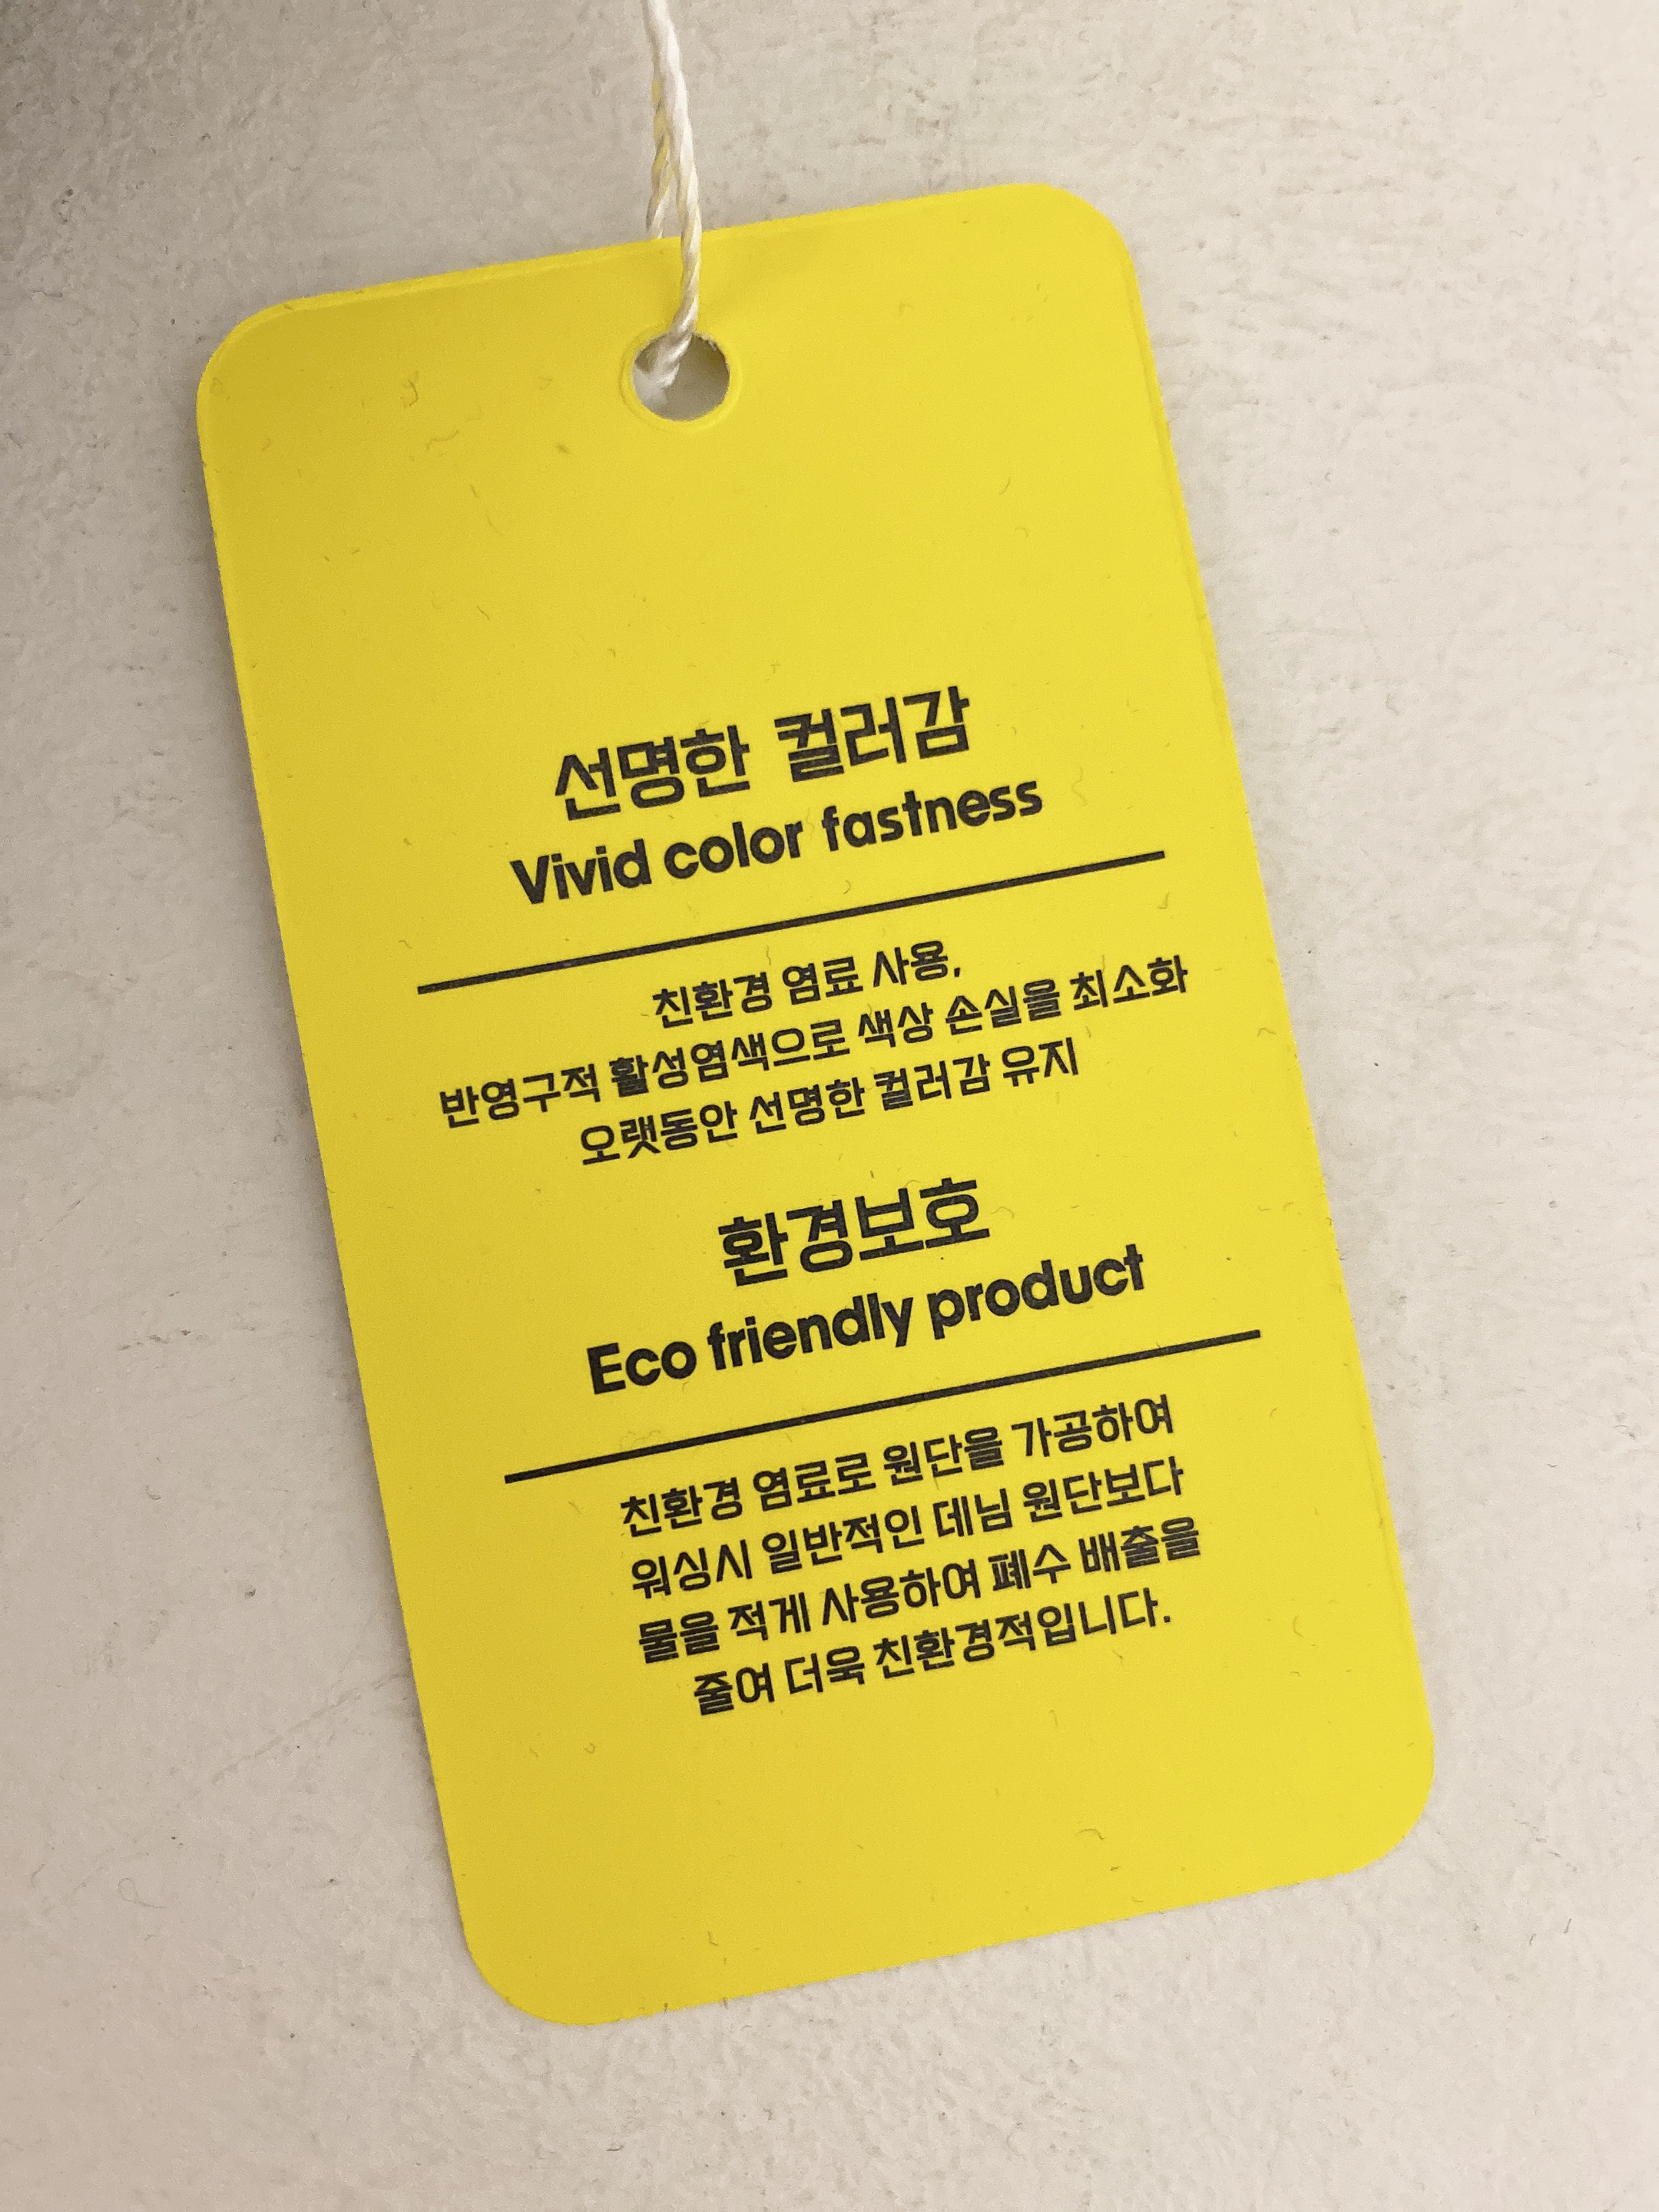 선명한 컬러감
Vivid color fastness
친환경 염료 사용,
반영구적 활성염색으로 색상 손실을 최소화
오랫동안 선명한 컬러감 유지
환경보호
Eco friendly product
친환경 염료로 원단을 가공하여
워싱시 일반적인 데님 원단보다
물을 적게 사용하여 폐수 배출을
줄여 더욱 친환경적입니다.